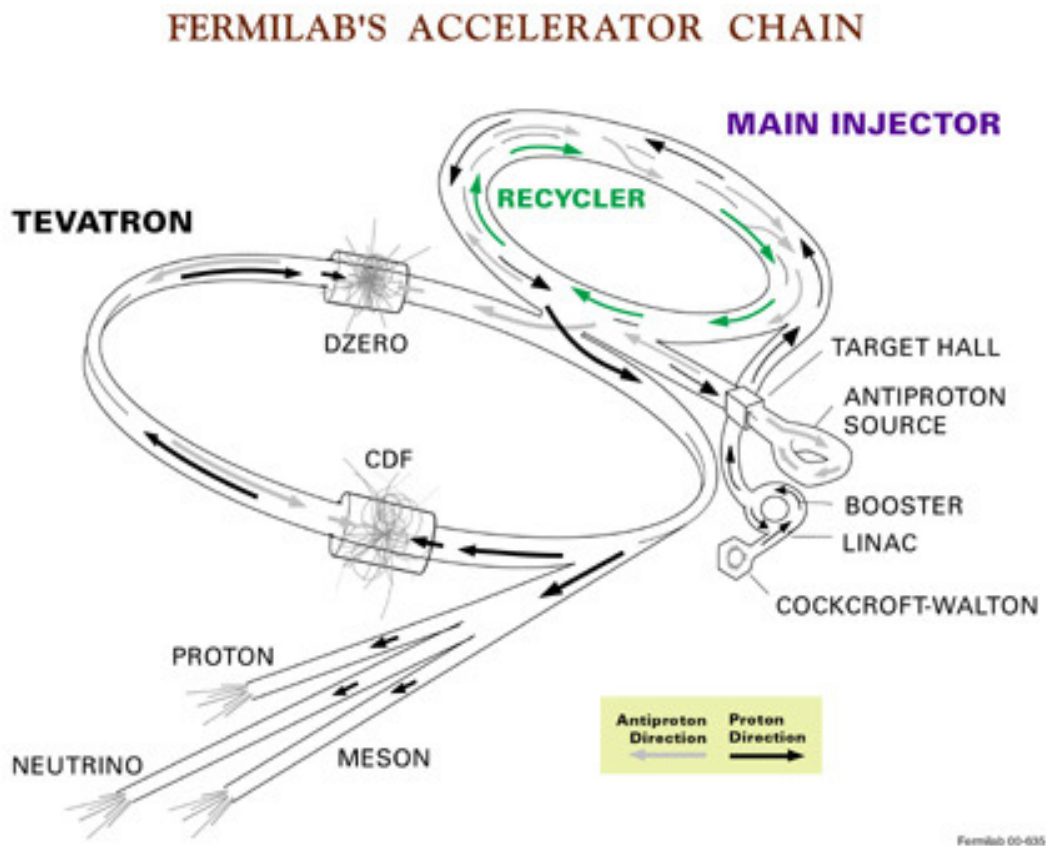 FERMILAB'S ACCELERATOR CHAIN
MAIN INJECTOR
RECYCLER
TEVATRON
DZERO
TARGET HALL
ANTIPROTON
SOURCE
CDF
BOOSTER
LINAC
COCKCROFT-WALTON
PROTON
NEUTRINO
MESON
Antiproton
Direction
Proton
Direction
Fermilab 00-635